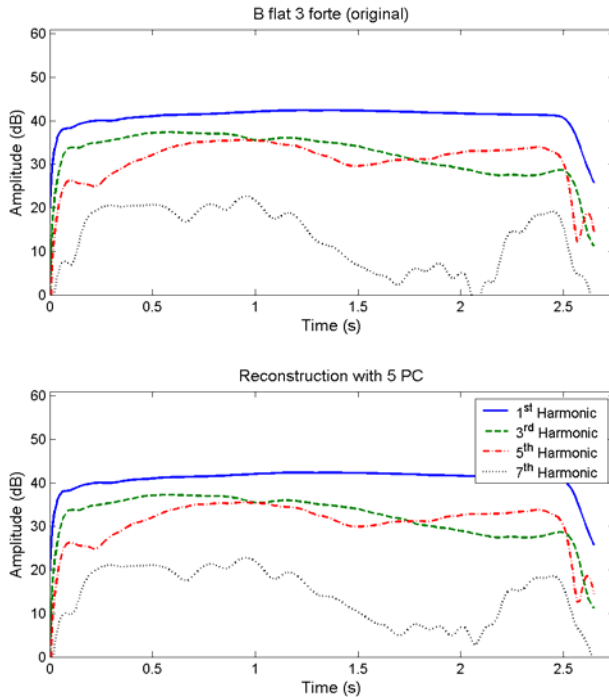 B flat 3 forte (original)
60
50
40
30
20
10
0
Amplitude (dB)
0 0.5 1 1.5 2 2.5
Time (s)
Reconstruction with 5 PC
60
50
40
30
20
10
0
Amplitude (dB)
1st Harmonic
3rd Harmonic
5th Harmonic
7th Harmonic
0 0.5 1 1.5 2 2.5
Time (s)